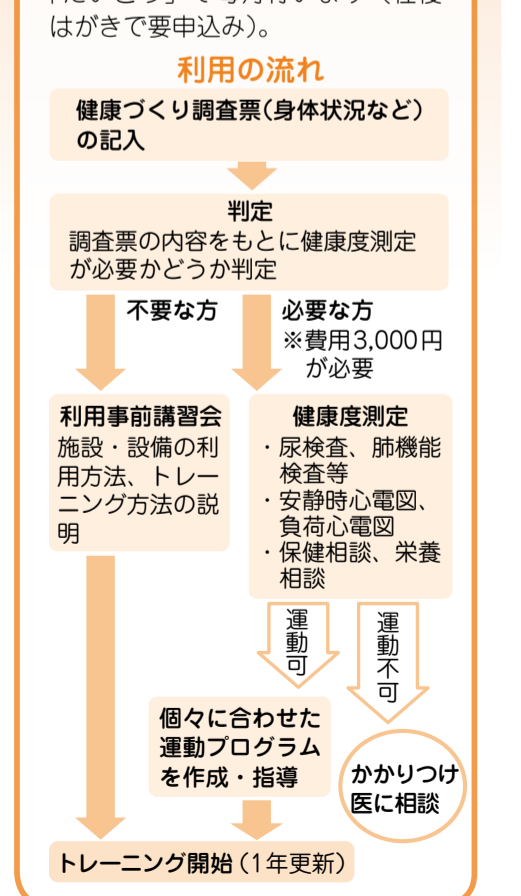 はがきで要申込み)。
利用の流れ
健康づくり調査票(身体状況など)
の記入
判定
調査票の内容をもとに健康度測定
が必要かどうか判定
不要な方
必要な方
※費用3,000円
が必要
利用事前講習会
施設・設備の利
用方法、トレー
ニング方法の説
明
健康度測定
・尿検査、肺機能
検査等
・安静時心電図、
負荷心電図
・保健相談、栄養
相談
運動可
運動不可
個々に合わせた
運動プログラム
を作成・指導
かかりつけ
医に相談
トレーニング開始(1年更新)